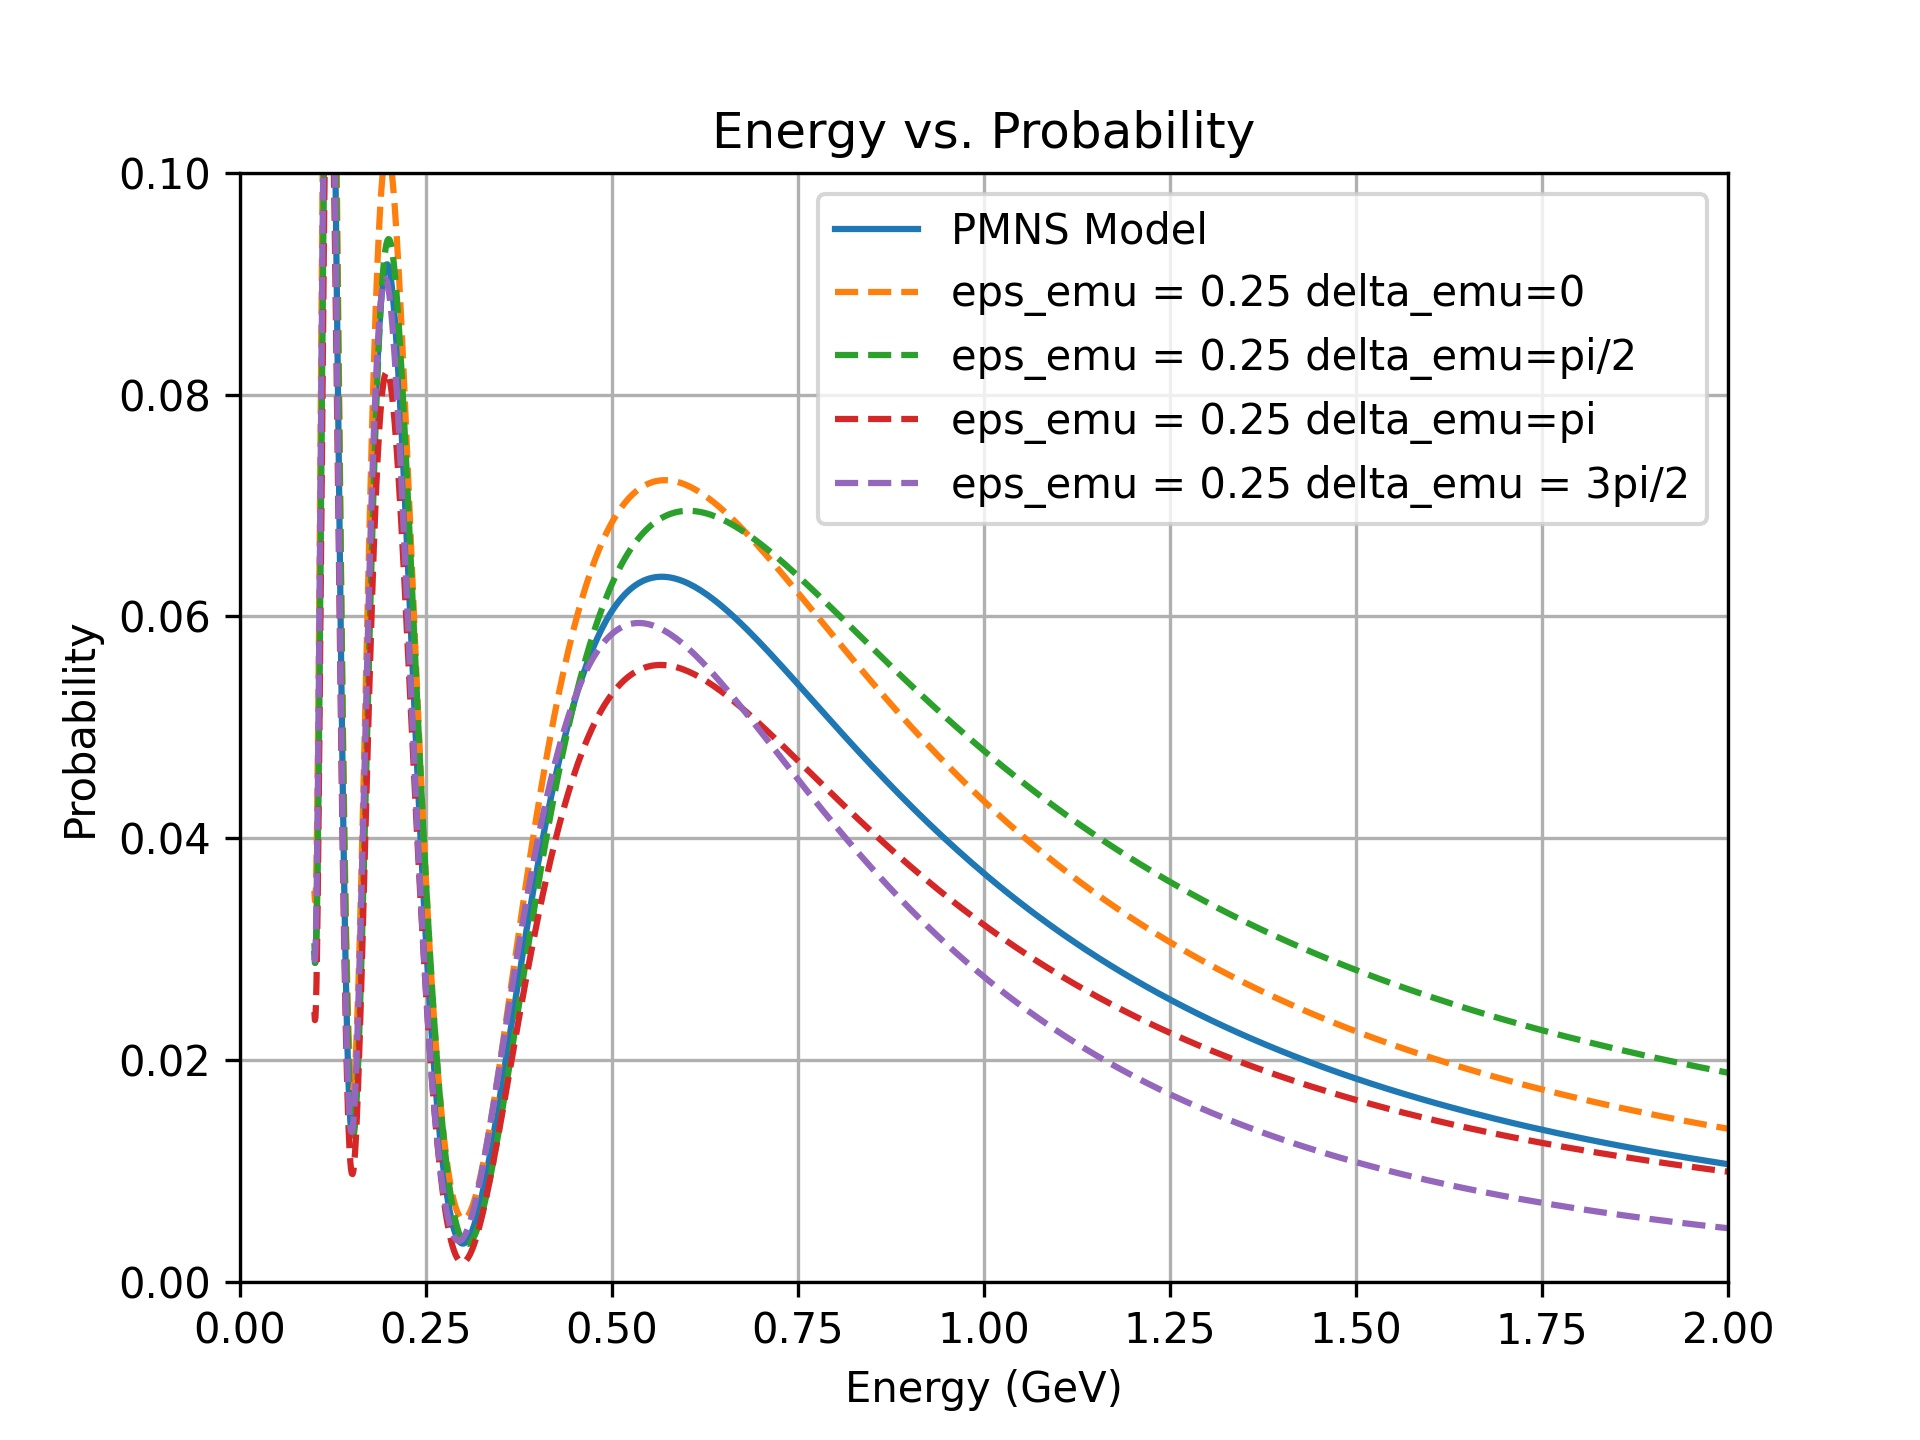 Energy vs. Probability
0.10
0.08
0.06
0.04
0.02
0.00
Probability
PMNS Model
eps_emu = 0.25 delta_emu=0
eps_emu = 0.25 delta_emu=pi/2
eps_emu = 0.25 delta_emu=pi
eps_emu = 0.25 delta_emu = 3pi/2
0.00 0.25 0.50 0.75 1.00 1.25 1.50 1.75 2.00
Energy (GeV)